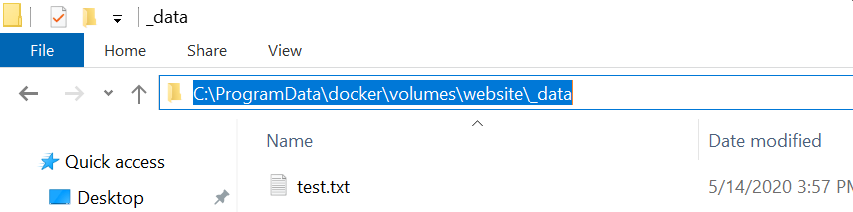 _data
File Home Share View
C:\ProgramData\docker\volumes\website\_data
Name Date modified
Quick access
test.txt 5/14/2020 3:57 PM
Desktop